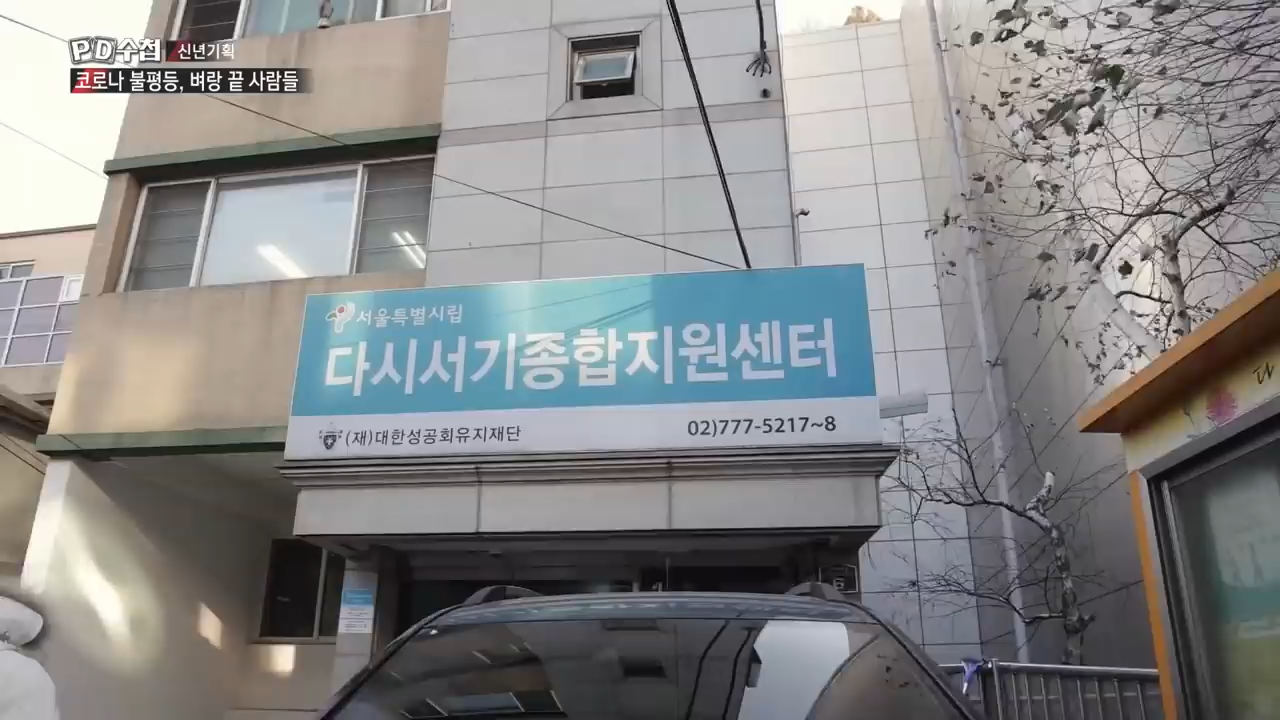 PD수첩 신년기획
코로나 불평등, 벼랑 끝 사람들
서울특별시립
다시서기종합지원센터
(재)대한성공회유지재단
02)777-5217~8
다